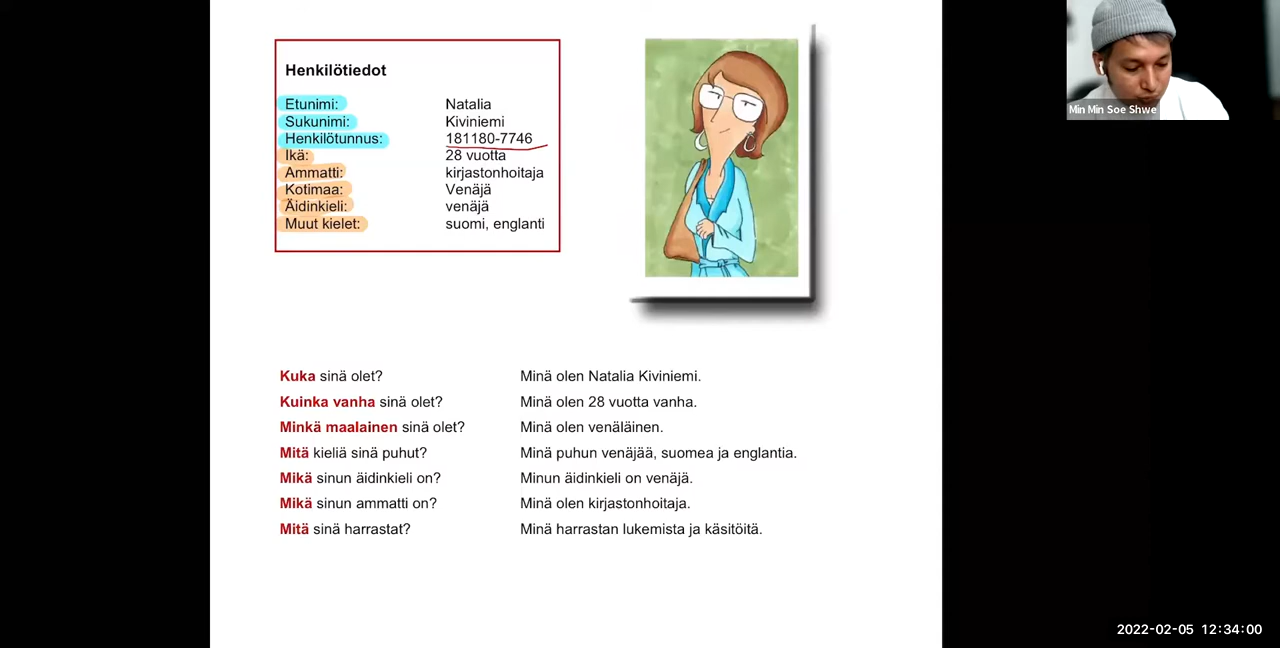 Henkilötiedot
Etunimi: Natalia
Sukunimi: Kiviniemi
Henkilötunnus: 181180-7746
Ikä: 28 vuotta
Ammatti: kirjastonhoitaja
Kotimaa: Venäjä
Äidinkieli: venäjä
Muut kielet: suomi, englanti
Min Min Soe Shwe
Kuka sinä olet? Minä olen Natalia Kiviniemi.
Kuinka vanha sinä olet? Minä olen 28 vuotta vanha.
Minkä maalainen sinä olet? Minä olen venäläinen.
Mitä kieliä sinä puhut? Minä puhun venäjää, suomea ja englantia.
Mikä sinun äidinkieli on? Minun äidinkieli on venäjä.
Mikä sinun ammatti on? Minä olen kirjastonhoitaja.
Mitä sinä harrastat? Minä harrastan lukemista ja käsitöitä.
2022-02-05 12:34:00